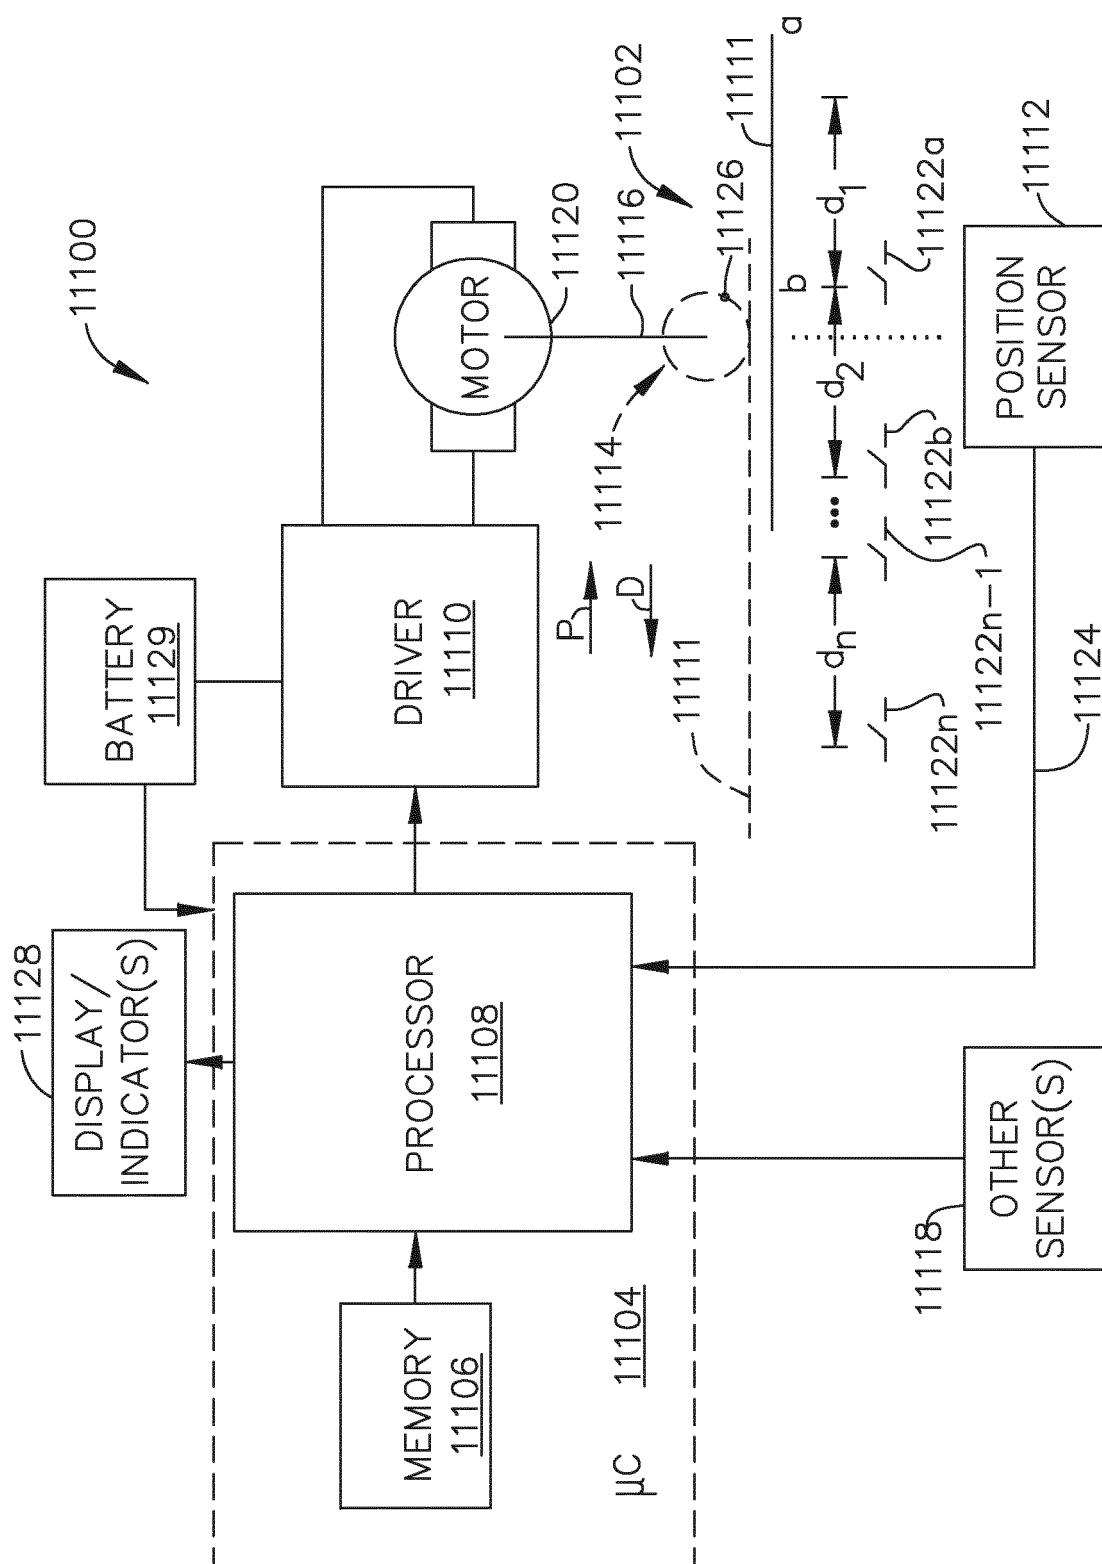 11100
DISPLAY/
INDICATOR(S)
11128
BATTERY
11129
MEMORY
11106
PROCESSOR
11108
DRIVER
11110
MOTOR
11120
11116
11102
11126
11114
P
D
µC
11104
11111
11111
a
b
d1
d2
dn
11122a
11122b
11122n-1
11122n
11124
OTHER
SENSOR(S)
11118
POSITION
SENSOR
11112